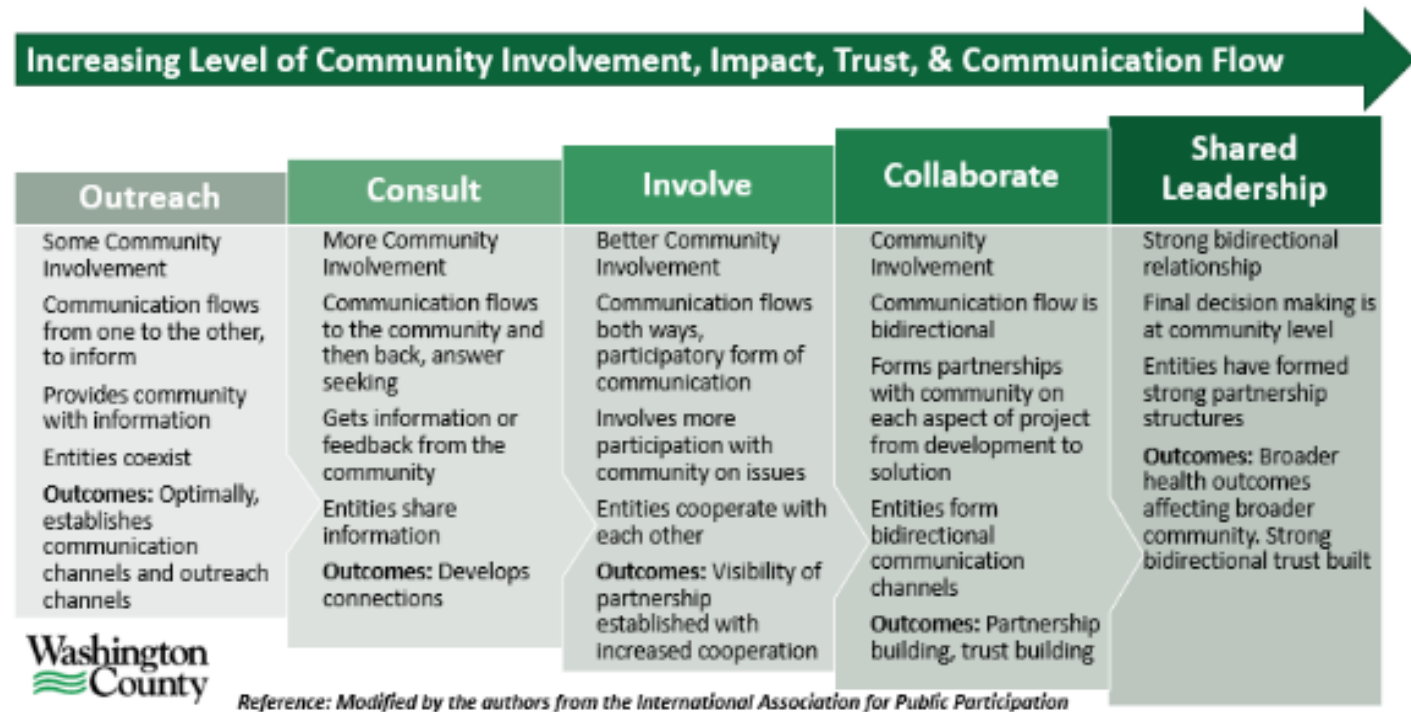 Increasing Level of Community Involvement, Impact, Trust, & Communication Flow
Outreach
Some Community
Involvement
Communication flows
from one to the other,
to inform
Provides community
with information
Entities coexist
Outcomes: Optimally,
establishes
communication
channels and outreach
channels
Consult
More Community
Involvement
Communication flows
to the community and
then back, answer
seeking
Gets information or
feedback from the
community
Entities share
information
Outcomes: Develops
connections
Involve
Better Community
Involvement
Communication flows
both ways,
participatory form of
communication
Involves more
participation with
community on issues
Entities cooperate with
each other
Outcomes: Visibility of
partnership
established with
increased cooperation
Collaborate
Community
Involvement
Communication flow is
bidirectional
Forms partnerships
with community on
each aspect of project
from development to
solution
Entities form
bidirectional
communication
channels
Outcomes: Partnership
building, trust building
Shared
Leadership
Strong bidirectional
relationship
Final decision making is
at community level
Entities have formed
strong partnership
structures
Outcomes: Broader
health outcomes
affecting broader
community. Strong
bidirectional trust built
Washington
County
Reference: Modified by the authors from the International Association for Public Participation